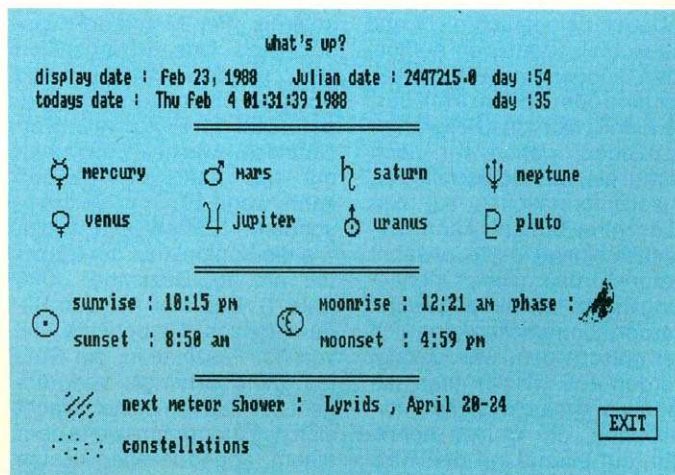 what's up?
display date : Feb 23, 1988 Julian date : 2447215.0 day :54
todays date : Thu Feb 4 01:31:39 1988 day :35
☿ mercury ♂ mars ♄ saturn ♆ neptune
♀ venus ♃ jupiter ⛢ uranus ♇ pluto
sunrise : 10:15 pm moonrise : 12:21 am phase :
sunset : 8:50 am moonset : 4:59 pm
next meteor shower : Lyrids , April 20-24
EXIT
constellations